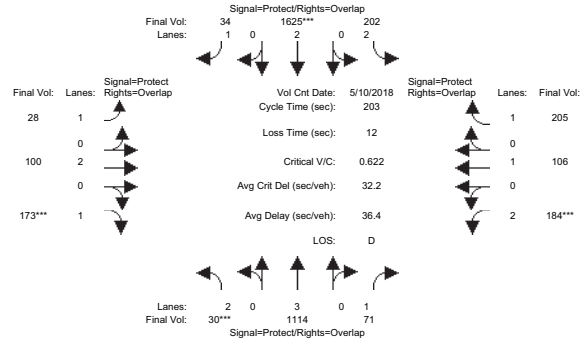 Signal=Protect/Rights=Overlap
Final Vol: 34 1625*** 202
Lanes: 1 0 2 0 2
Signal=Protect
Final Vol: Lanes: Rights=Overlap
Vol Cnt Date: 5/10/2018
Signal=Protect
Rights=Overlap Lanes: Final Vol:
Cycle Time (sec): 203
28 1
1 205
Loss Time (sec): 12
0
0
100 2
Critical V/C: 0.622
1 106
0
Avg Crit Del (sec/veh): 32.2
0
173*** 1
Avg Delay (sec/veh): 36.4
2 184***
LOS: D
Lanes: 2 0 3 0 1
Final Vol: 30*** 1114 71
Signal=Protect/Rights=Overlap